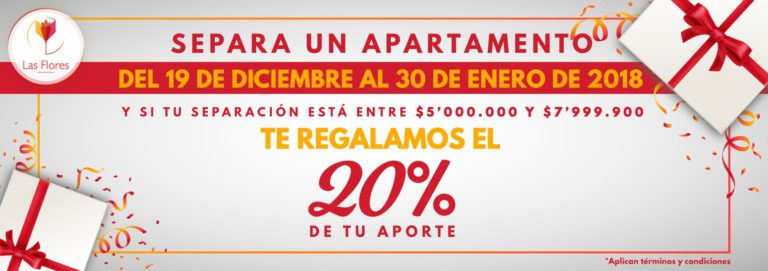 Las Flores
SEPARA UN APARTAMENTO
DEL 19 DE DICIEMBRE AL 30 DE ENERO DE 2018
Y SI TU SEPARACIÓN ESTÁ ENTRE $5'000.000 Y $7'999.900
TE REGALAMOS EL
20%
DE TU APORTE
*Aplican términos y condiciones